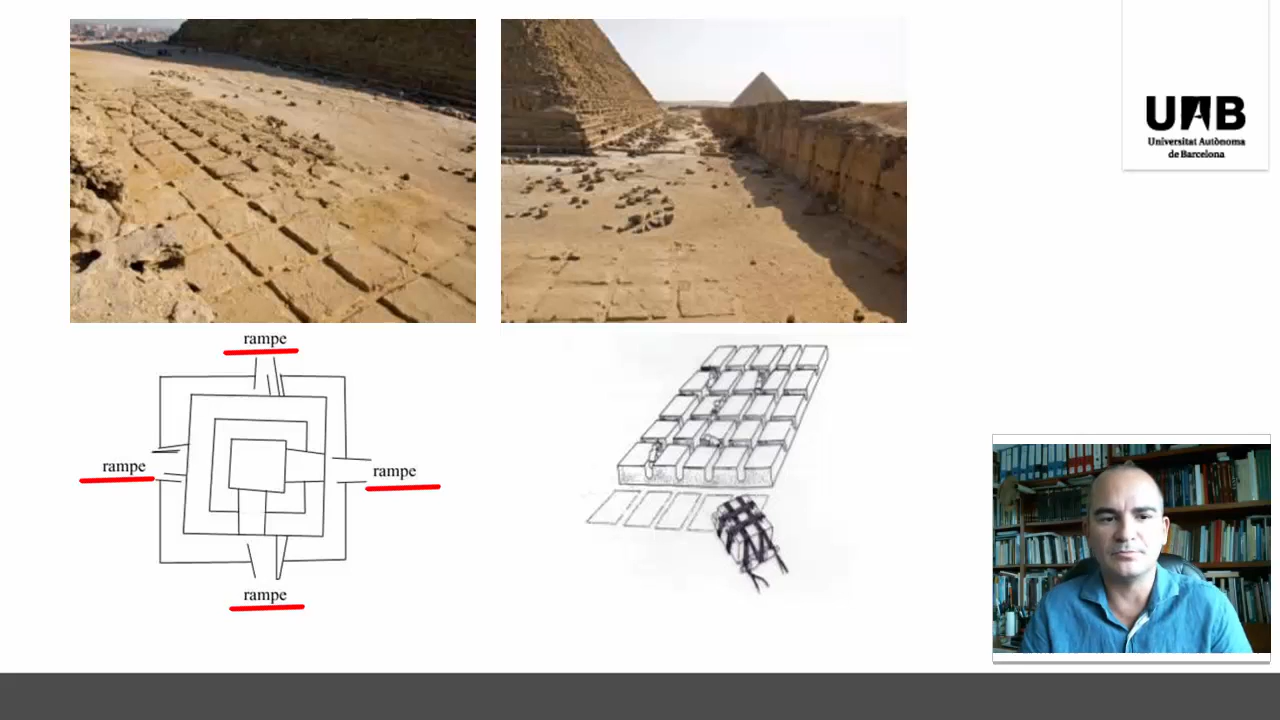 UAB
Universitat Autònoma
de Barcelona
rampe
rampe
rampe
rampe